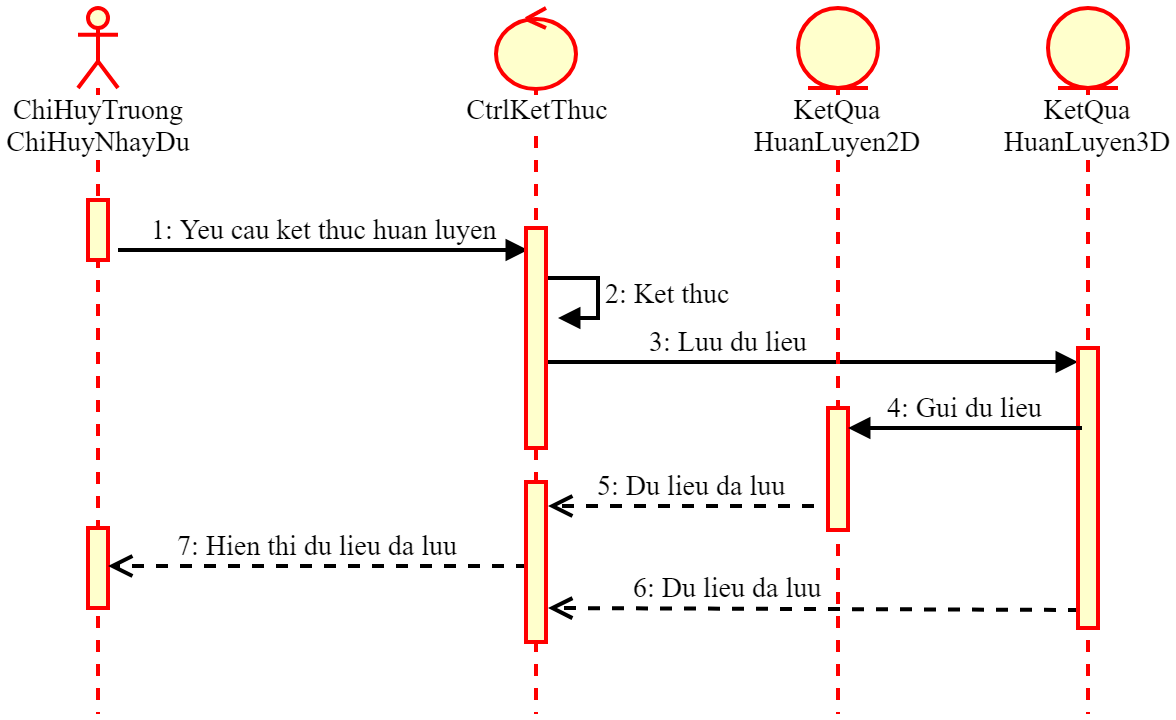 ChiHuyTruong
ChiHuyNhayDu
CtrlKetThuc
KetQua
HuanLuyen2D
KetQua
HuanLuyen3D
1: Yeu cau ket thuc huan luyen
2: Ket thuc
3: Luu du lieu
4: Gui du lieu
5: Du lieu da luu
7: Hien thi du lieu da luu
6: Du lieu da luu